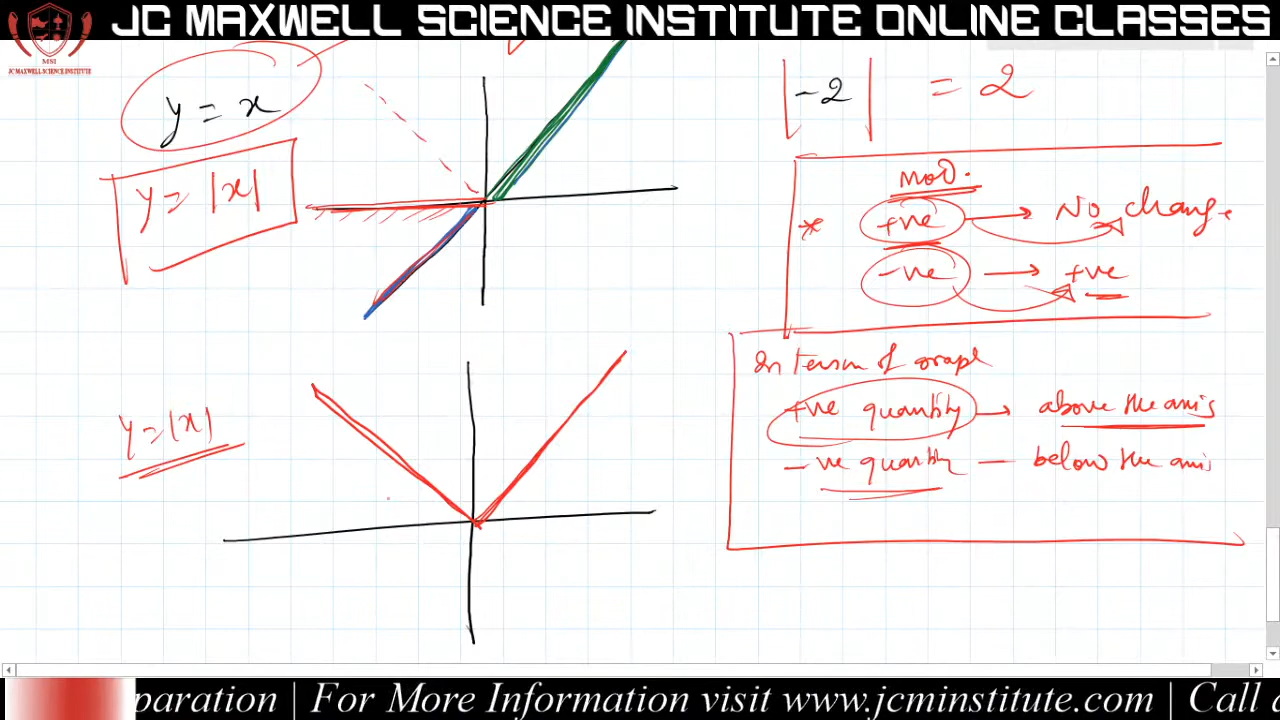 JC MAXWELL SCIENCE INSTITUTE ONLINE CLASSES
MSI
JC MAXWELL SCIENCE INSTITUTE
y = x
y = |x|
y = |x|
|-2| = 2
mod.
* +ve → No change
-ve → +ve
In term of graph
+ve quantity → above the axis
-ve quantity — below the axis
paration | For More Information visit www.jcminstitute.com | Call